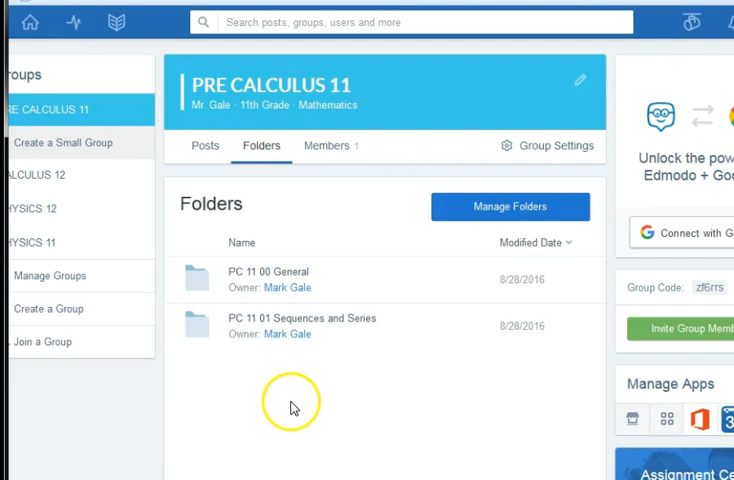 Search posts, groups, users and more
roups
RE CALCULUS 11
Create a Small Group
ALCULUS 12
HYSICS 12
HYSICS 11
Manage Groups
Create a Group
Join a Group
PRE CALCULUS 11
Mr. Gale · 11th Grade · Mathematics
Posts Folders Members 1 Group Settings
Folders Manage Folders
Name Modified Date
PC 11 00 General
Owner: Mark Gale
8/28/2016
PC 11 01 Sequences and Series
Owner: Mark Gale
8/28/2016
Unlock the pow
Edmodo + Goo
G Connect with G
Group Code: zf6rrs
Invite Group Memb
Manage Apps
3
Assignment Ce